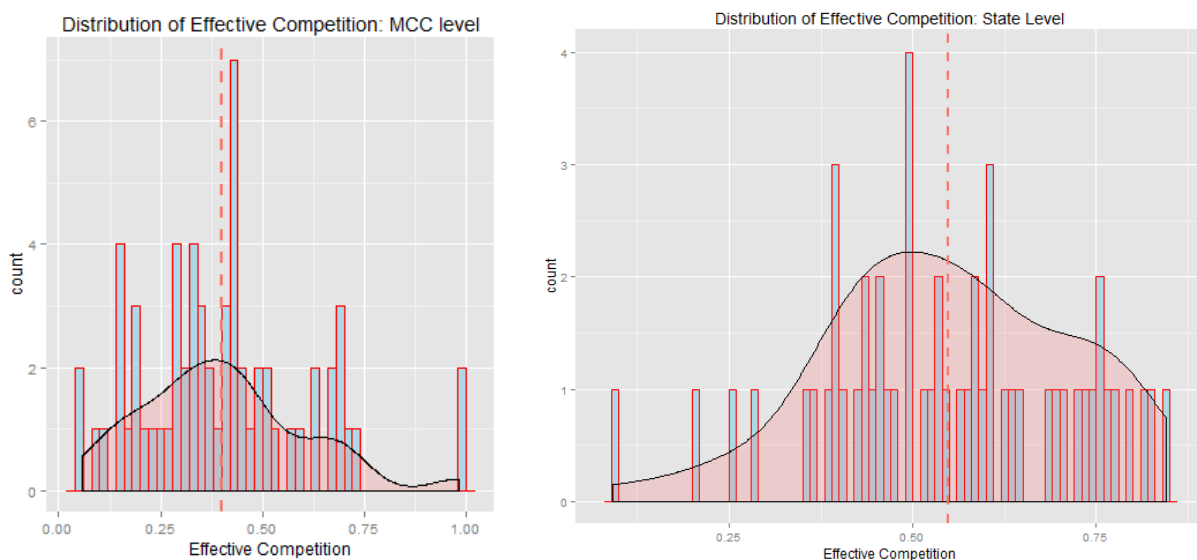 Distribution of Effective Competition: MCC level
count
6
4
2
0
0.00 0.25 0.50 0.75 1.00
Effective Competition
Distribution of Effective Competition: State Level
count
4
3
2
1
0
0.25 0.50 0.75
Effective Competition